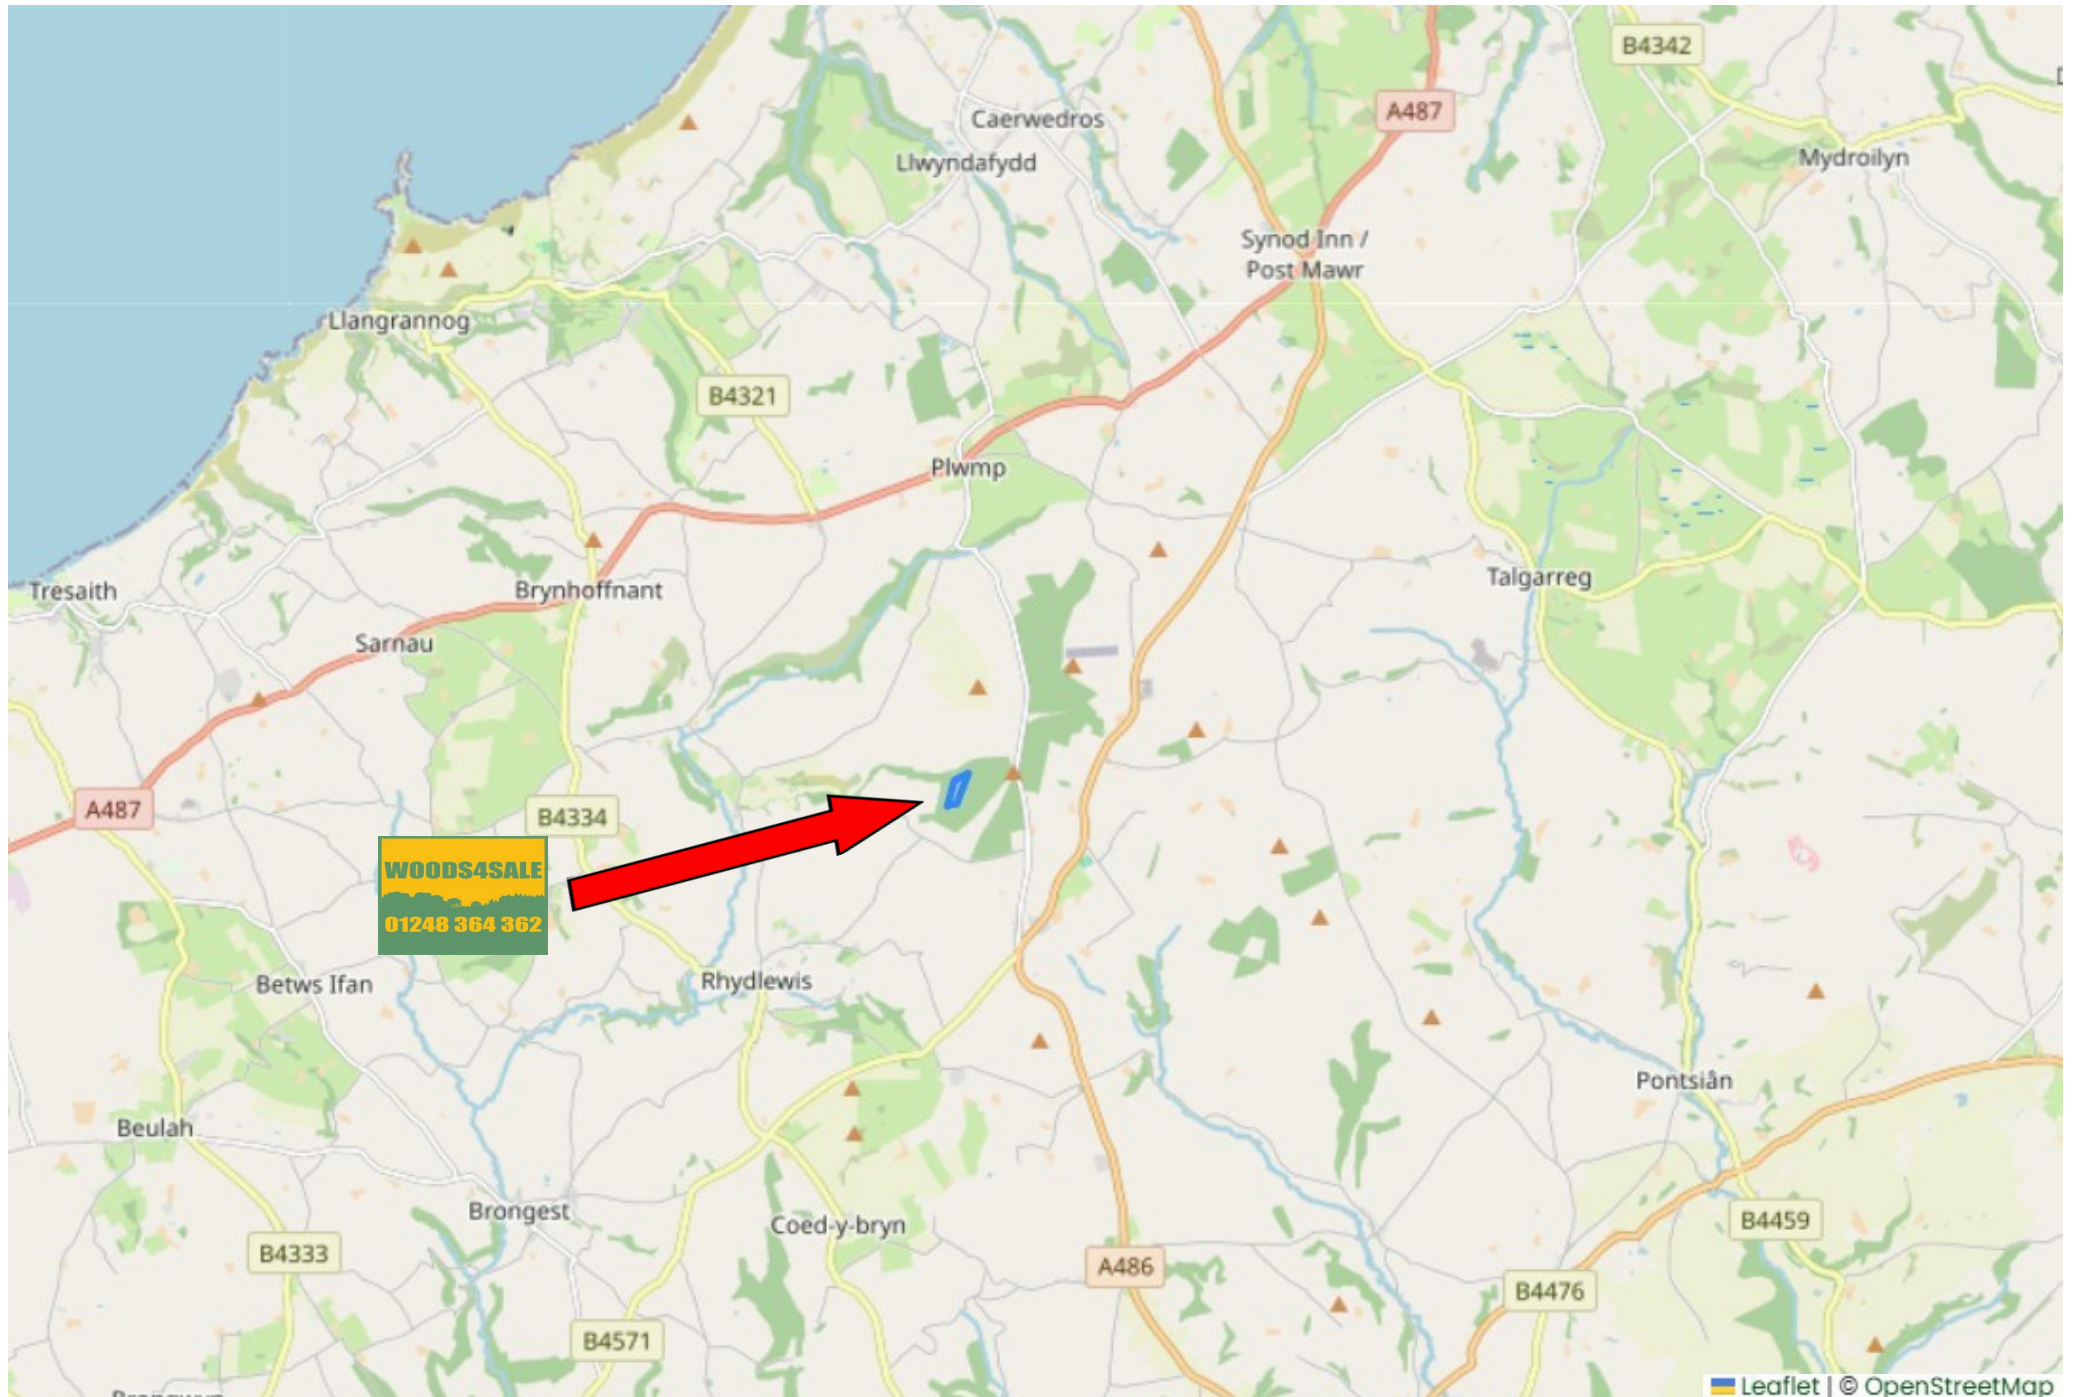 B4342
A487
Caerwedros
Llwyndafydd
Mydroilyn
Synod Inn /
Post Mawr
Llangrannog
B4321
Plwmp
Tresaith
Brynhoffnant
Talgarreg
Sarnau
A487
B4334
WOODS4SALE
01248 364 362
Betws Ifan
Rhydlewis
Pontsiân
Beulah
Brongest
Coed-y-bryn
B4459
B4333
A486
B4476
B4571
Leaflet | © OpenStreetMap